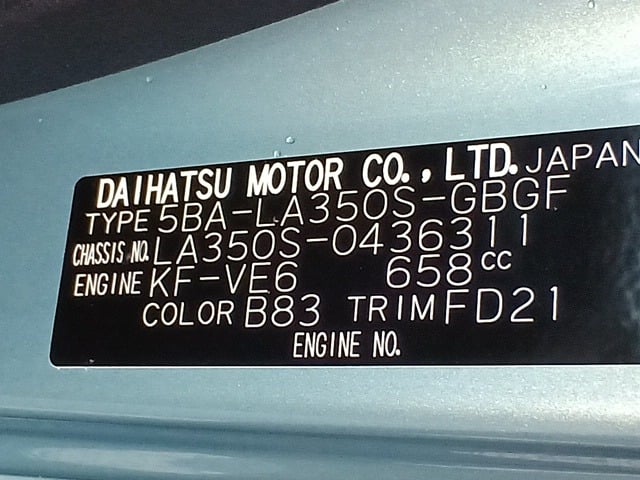 DAIHATSU MOTOR CO., LTD. JAPAN
TYPE 5BA-LA350S-GBGF
CHASSIS NO. LA350S-0436311
ENGINE KF-VE6 658cc
COLOR B83 TRIM FD21
ENGINE NO.